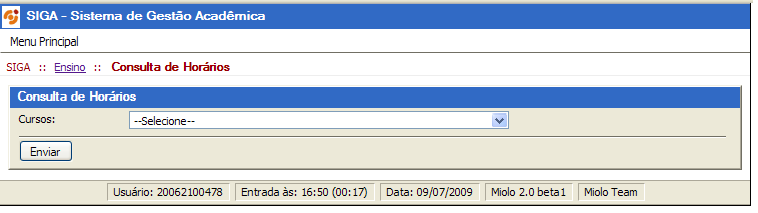 SIGA - Sistema de Gestão Acadêmica
Menu Principal
SIGA :: Ensino :: Consulta de Horários
Consulta de Horários
Cursos: --Selecione--
Enviar
Usuário: 20062100478 Entrada às: 16:50 (00:17) Data: 09/07/2009 Miolo 2.0 beta1 Miolo Team